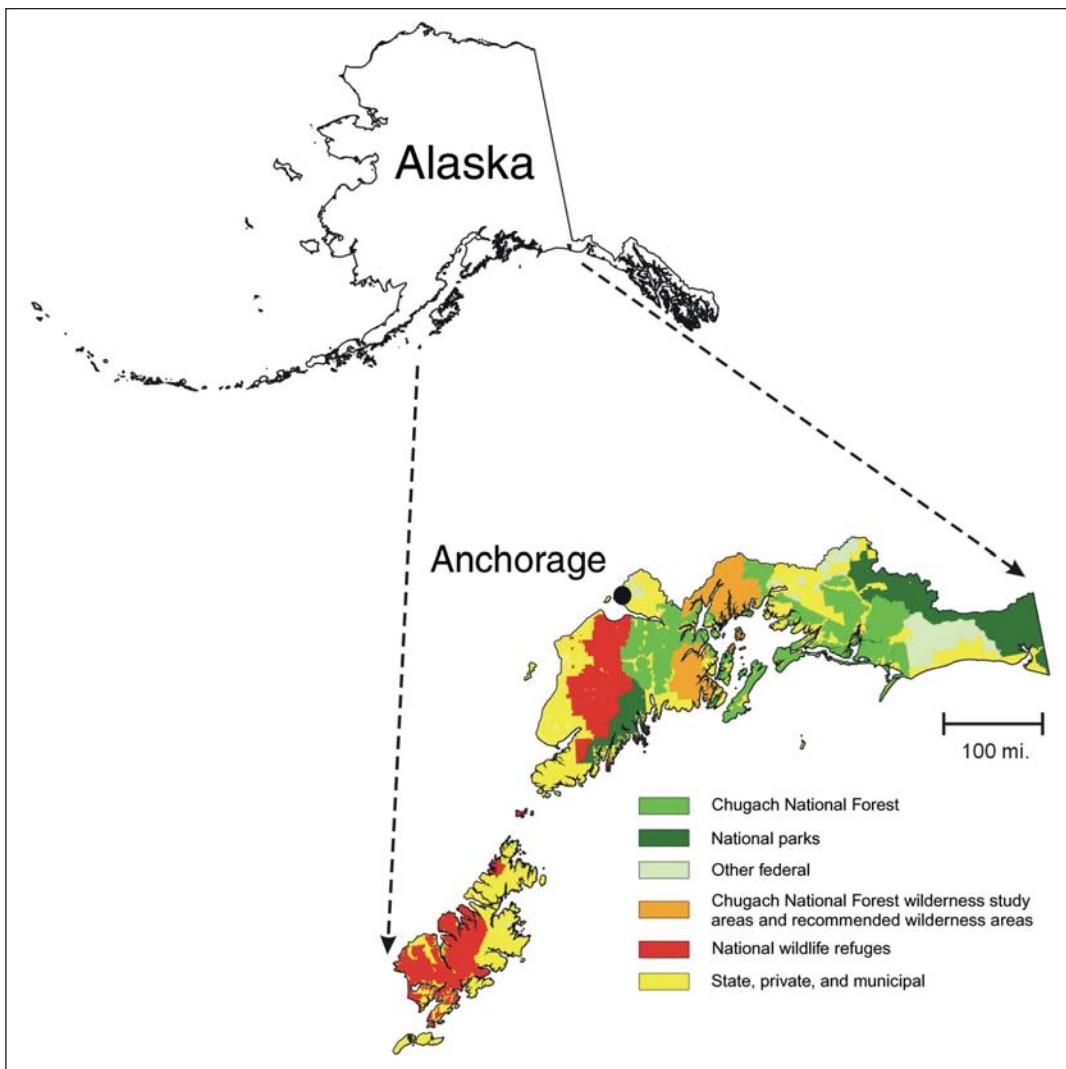 Alaska
Anchorage
100 mi.
Chugach National Forest
National parks
Other federal
Chugach National Forest wilderness study
areas and recommended wilderness areas
National wildlife refuges
State, private, and municipal